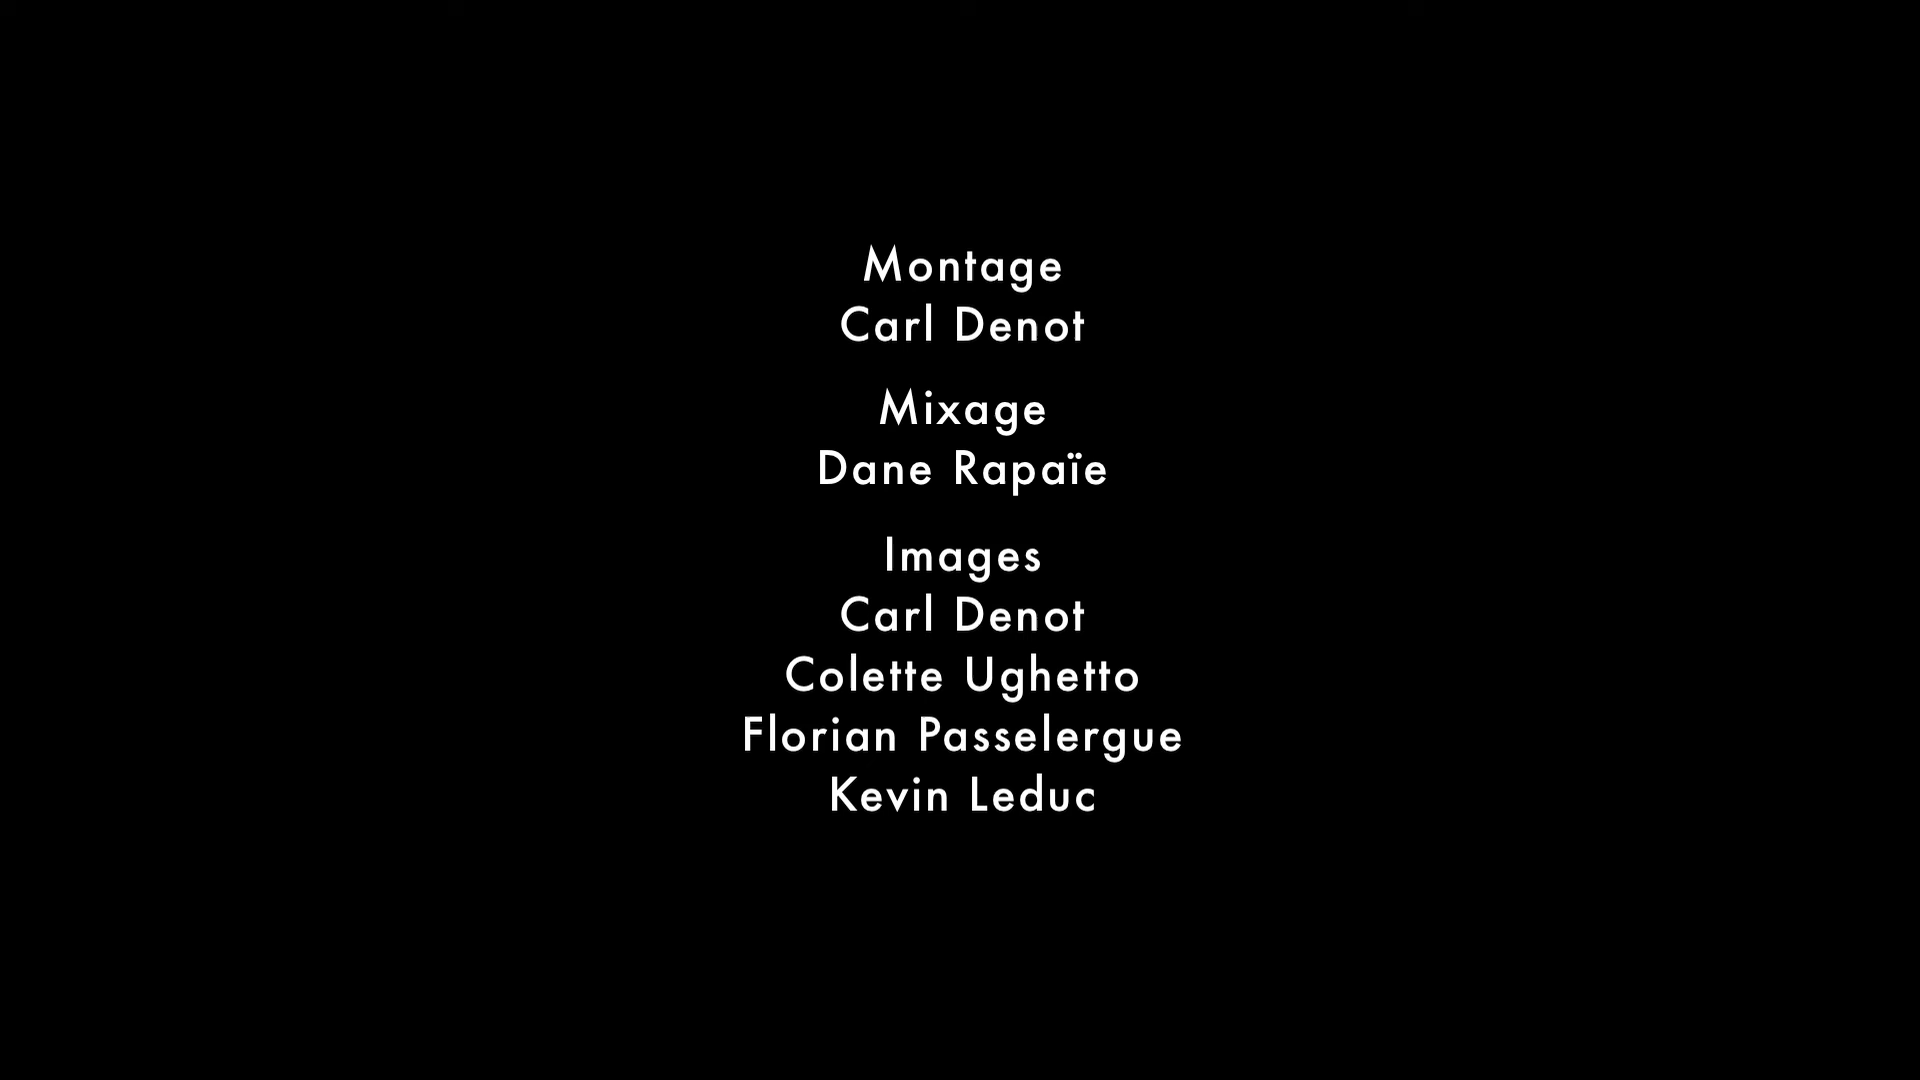 Montage
Carl Denot
Mixage
Dane Rapaïe
Images
Carl Denot
Colette Ughetto
Florian Passelergue
Kevin Leduc